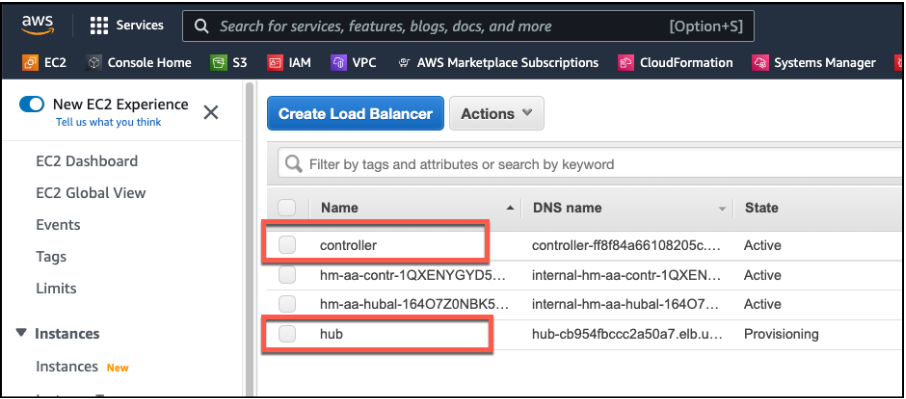 aws Services Search for services, features, blogs, docs, and more [Option+S]
EC2 Console Home S3 IAM VPC AWS Marketplace Subscriptions CloudFormation Systems Manager
New EC2 Experience
Tell us what you think
EC2 Dashboard
EC2 Global View
Events
Tags
Limits
Instances
Instances New
Create Load Balancer Actions
Filter by tags and attributes or search by keyword
Name DNS name State
controller controller-ff8f84a66108205c.... Active
hm-aa-contr-1QXENYGYD5... internal-hm-aa-contr-1QXEN... Active
hm-aa-hubal-164O7Z0NBK5... internal-hm-aa-hubal-164O7... Active
hub hub-cb954fbccc2a50a7.elb.u... Provisioning